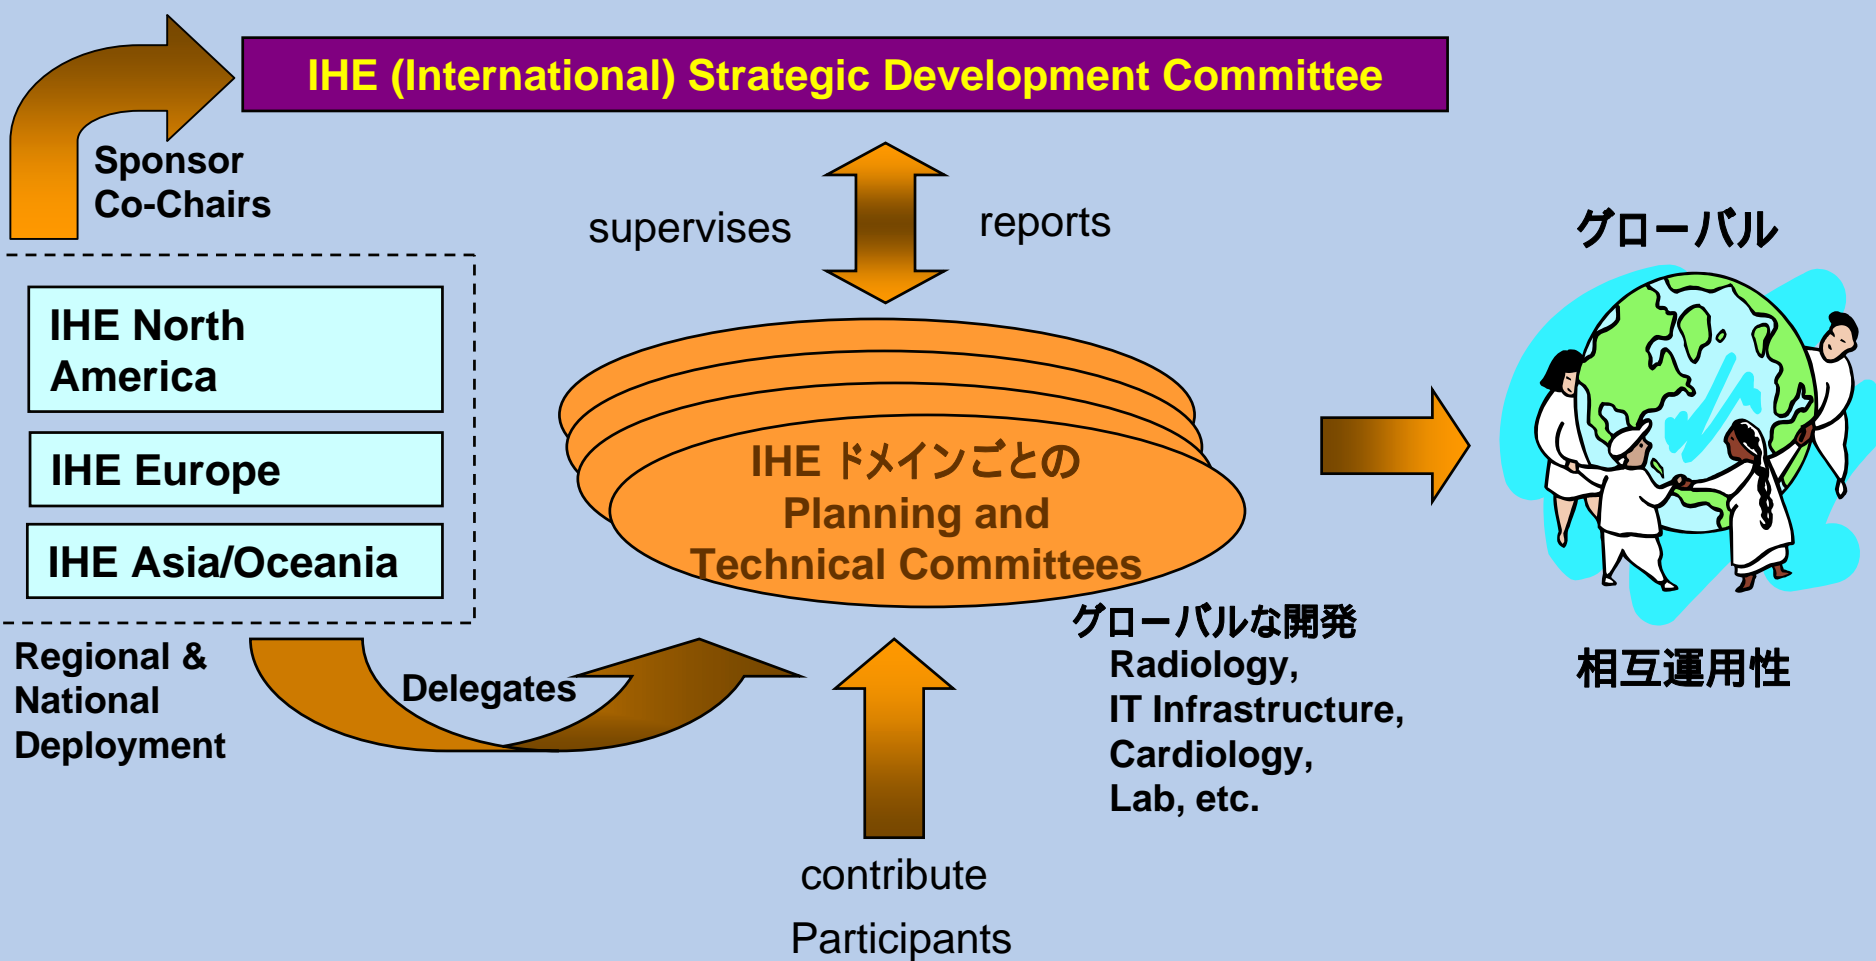 IHE (International) Strategic Development Committee
Sponsor
Co-Chairs
supervises
reports
グローバル
IHE North
America
IHE Europe
IHE Asia/Oceania
IHE ドメインごとの
Planning and
Technical Committees
グローバルな開発
Radiology,
IT Infrastructure,
Cardiology,
Lab, etc.
相互運用性
Regional &
National
Deployment
Delegates
contribute
Participants